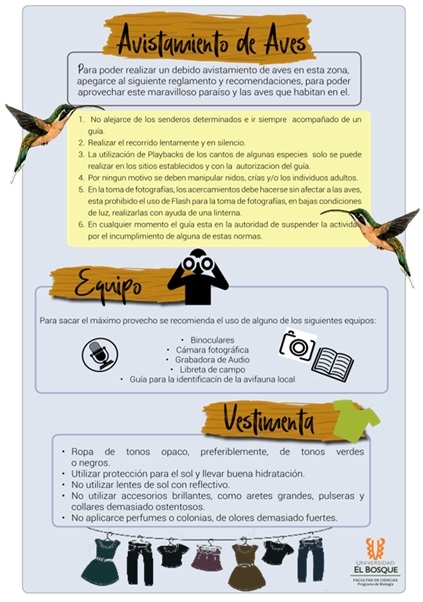 Avistamiento de Aves
Para poder realizar un debido avistamiento de aves en esta zona,
apegarce al siguiente reglamento y recomendaciones, para poder
aprovechar este maravilloso paraíso y las aves que habitan en el.
1. No alejarce de los senderos determinados e ir siempre acompañado de un
guía.
2. Realizar el recorrido lentamente y en silencio.
3. La utilización de Playbacks de los cantos de algunas especies solo se puede
realizar en los sitios establecidos y con la autorizacion del guía.
4. Por ningun motivo se deben manipular nidos, crías y/o los individuos adultos.
5. En la toma de fotografías, los acercamientos debe hacerse sin afectar a las aves,
esta prohibido el uso de Flash para la toma de fotografías, en bajas condiciones
de luz, realizarlas con ayuda de una linterna.
6. En cualquier momento el guía esta en la autoridad de suspender la activida
por el incumplimiento de alguna de estas normas.
Equipo
Para sacar el máximo provecho se recomienda el uso de alguno de los siguientes equipos:
• Binoculares
• Cámara fotográfica
• Grabadora de Audio
• Libreta de campo
• Guía para la identificacín de la avifauna local
Vestimenta
• Ropa de tonos opaco, preferiblemente, de tonos verdes
o negros.
• Utilizar protección para el sol y llevar buena hidratación.
• No utilizar lentes de sol con reflectivo.
• No utilizar accesorios brillantes, como aretes grandes, pulseras y
collares demasiado ostentosos.
• No aplicarce perfumes o colonias, de olores demasiado fuertes.
UNIVERSIDAD
EL BOSQUE
FACULTAD DE CIENCIAS
Programa de Biología